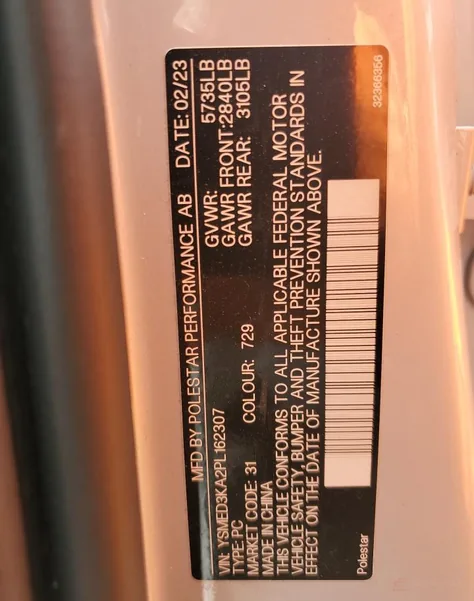 MFD BY POLESTAR PERFORMANCE AB DATE: 02/23
VIN: YSMED3KA2PL162307 GVWR: 5735LB
TYPE: PC GAWR FRONT:2840LB
MARKET CODE: 31 COLOUR: 729 GAWR REAR: 3105LB
MADE IN CHINA
THIS VEHICLE CONFORMS TO ALL APPLICABLE FEDERAL MOTOR
VEHICLE SAFETY, BUMPER AND THEFT PREVENTION STANDARDS IN
EFFECT ON THE DATE OF MANUFACTURE SHOWN ABOVE.
Polestar 32366356